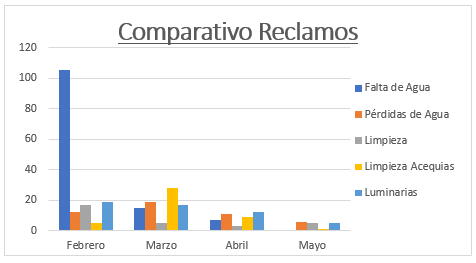 Comparativo Reclamos
120
100
80
60
40
20
0
Febrero
Marzo
Abril
Mayo
Falta de Agua
Pérdidas de Agua
Limpieza
Limpieza Acequias
Luminarias